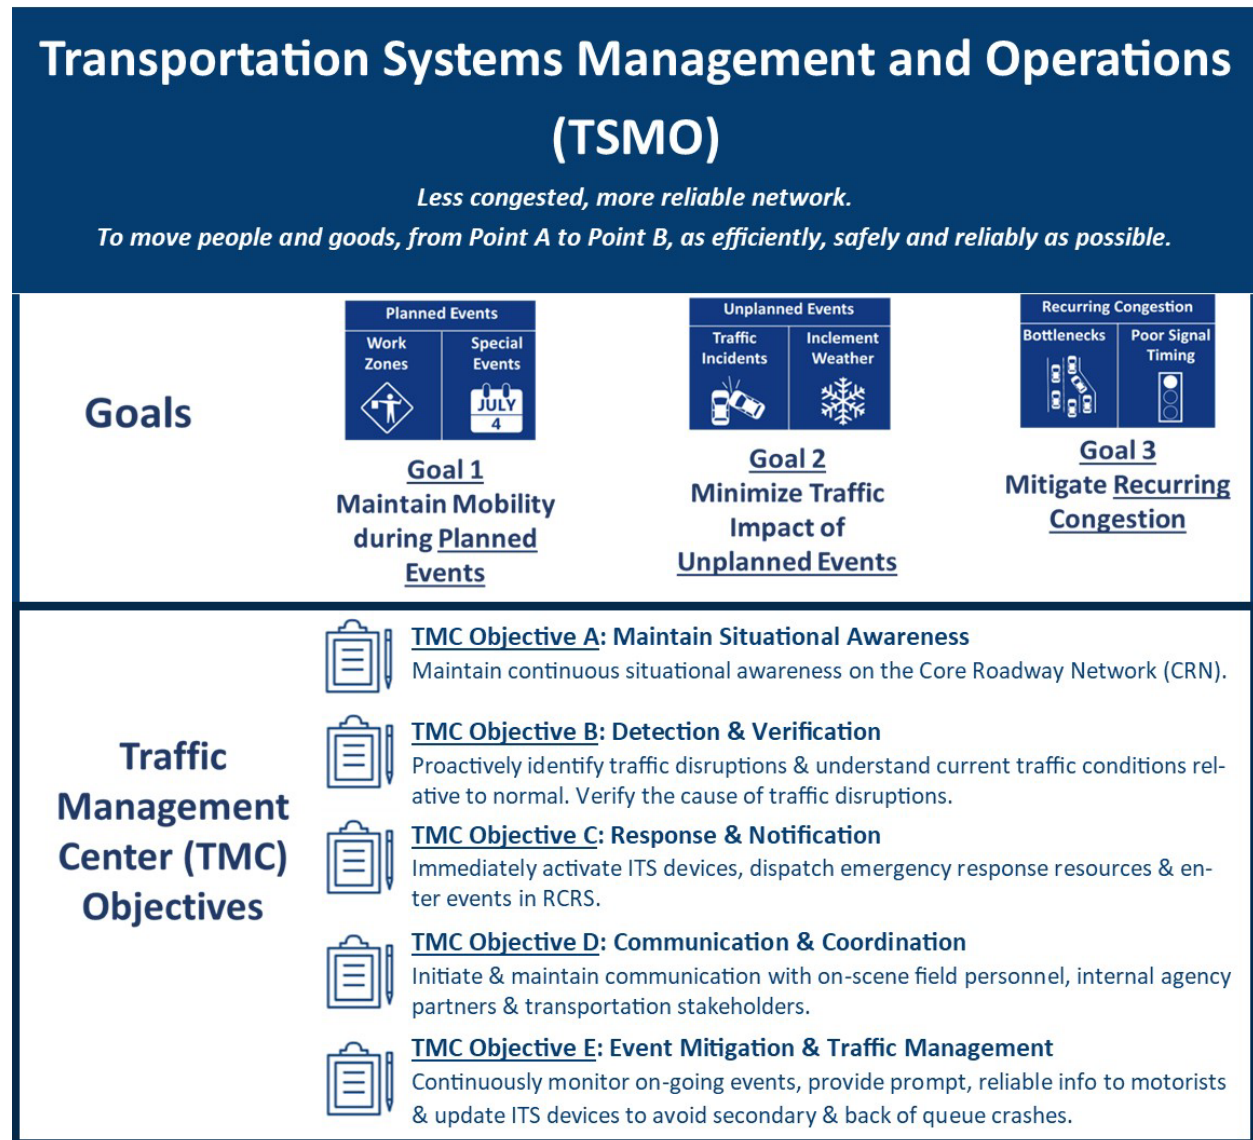 Transportation Systems Management and Operations
(TSMO)
Less congested, more reliable network.
To move people and goods, from Point A to Point B, as efficiently, safely and reliably as possible.
Goals
Planned Events
Work
Zones
Special
Events
JULY
4
Goal 1
Maintain Mobility
during Planned
Events
Unplanned Events
Traffic
Incidents
Inclement
Weather
Goal 2
Minimize Traffic
Impact of
Unplanned Events
Recurring Congestion
Bottlenecks
Poor Signal
Timing
Goal 3
Mitigate Recurring
Congestion
Traffic
Management
Center (TMC)
Objectives
TMC Objective A: Maintain Situational Awareness
Maintain continuous situational awareness on the Core Roadway Network (CRN).
TMC Objective B: Detection & Verification
Proactively identify traffic disruptions & understand current traffic conditions rel-
ative to normal. Verify the cause of traffic disruptions.
TMC Objective C: Response & Notification
Immediately activate ITS devices, dispatch emergency response resources & en-
ter events in RCRS.
TMC Objective D: Communication & Coordination
Initiate & maintain communication with on-scene field personnel, internal agency
partners & transportation stakeholders.
TMC Objective E: Event Mitigation & Traffic Management
Continuously monitor on-going events, provide prompt, reliable info to motorists
& update ITS devices to avoid secondary & back of queue crashes.